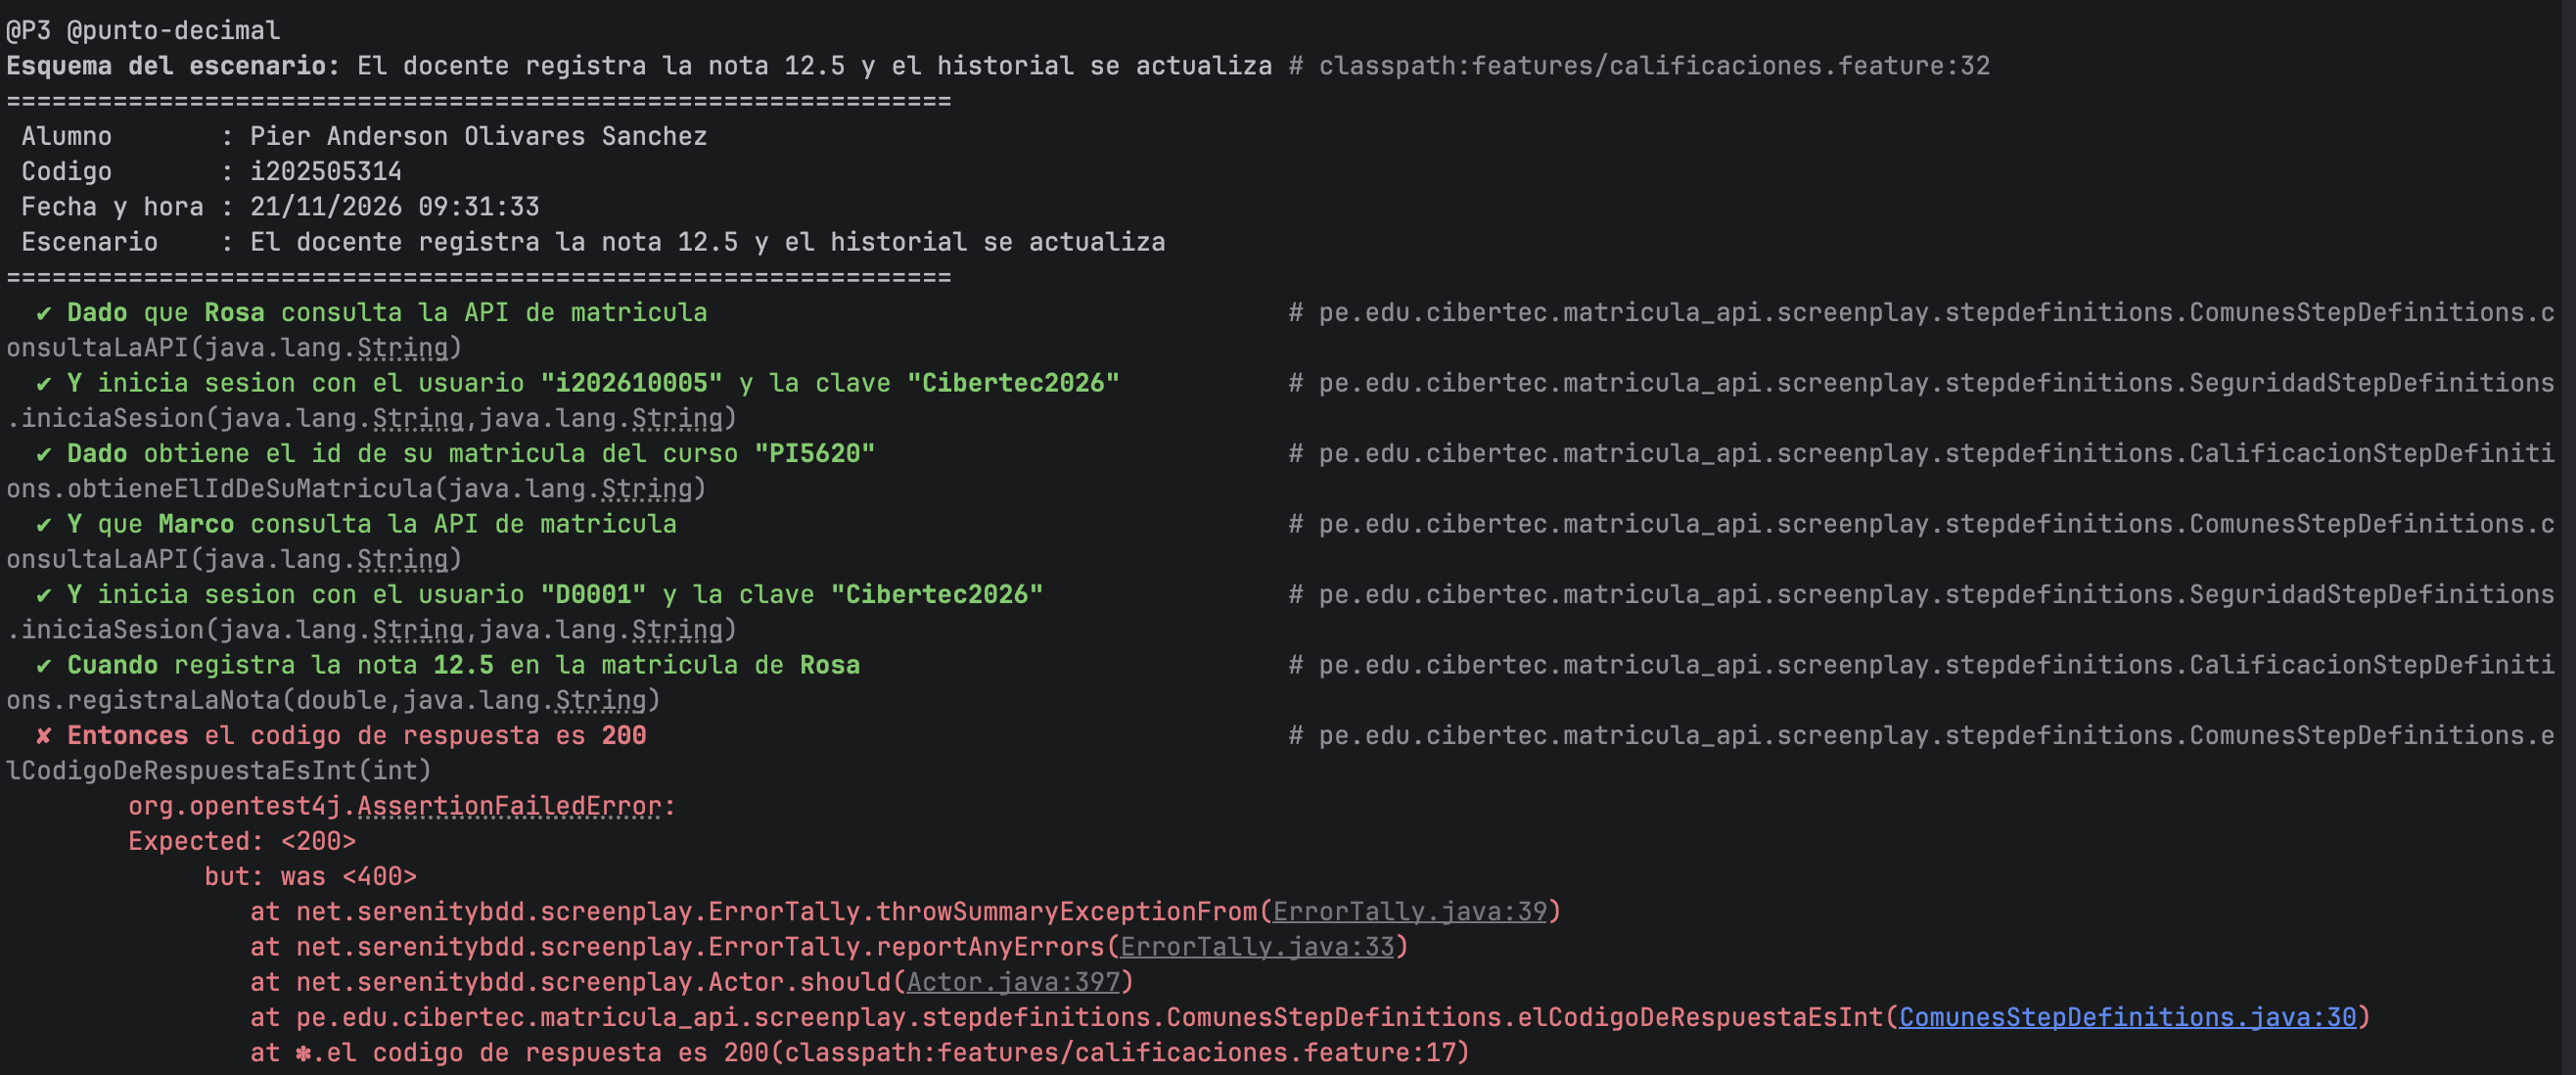 @P3 @punto-decimal
Esquema del escenario: El docente registra la nota 12.5 y el historial se actualiza # classpath:features/calificaciones.feature:32
==============================================================
 Alumno       : Pier Anderson Olivares Sanchez
 Codigo       : i202505314
 Fecha y hora : 21/11/2026 09:31:33
 Escenario    : El docente registra la nota 12.5 y el historial se actualiza
==============================================================
  ✔ Dado que Rosa consulta la API de matricula                                      # pe.edu.cibertec.matricula_api.screenplay.stepdefinitions.ComunesStepDefinitions.c
onsultaLaAPI(java.lang.String)
  ✔ Y inicia sesion con el usuario "i202610005" y la clave "Cibertec2026"           # pe.edu.cibertec.matricula_api.screenplay.stepdefinitions.SeguridadStepDefinitions
.iniciaSesion(java.lang.String,java.lang.String)
  ✔ Dado obtiene el id de su matricula del curso "PI5620"                           # pe.edu.cibertec.matricula_api.screenplay.stepdefinitions.CalificacionStepDefiniti
ons.obtieneElIdDeSuMatricula(java.lang.String)
  ✔ Y que Marco consulta la API de matricula                                        # pe.edu.cibertec.matricula_api.screenplay.stepdefinitions.ComunesStepDefinitions.c
onsultaLaAPI(java.lang.String)
  ✔ Y inicia sesion con el usuario "D0001" y la clave "Cibertec2026"                # pe.edu.cibertec.matricula_api.screenplay.stepdefinitions.SeguridadStepDefinitions
.iniciaSesion(java.lang.String,java.lang.String)
  ✔ Cuando registra la nota 12.5 en la matricula de Rosa                            # pe.edu.cibertec.matricula_api.screenplay.stepdefinitions.CalificacionStepDefiniti
ons.registraLaNota(double,java.lang.String)
  ✘ Entonces el codigo de respuesta es 200                                          # pe.edu.cibertec.matricula_api.screenplay.stepdefinitions.ComunesStepDefinitions.e
lCodigoDeRespuestaEsInt(int)
        org.opentest4j.AssertionFailedError:
        Expected: <200>
             but: was <400>
                at net.serenitybdd.screenplay.ErrorTally.throwSummaryExceptionFrom(ErrorTally.java:39)
                at net.serenitybdd.screenplay.ErrorTally.reportAnyErrors(ErrorTally.java:33)
                at net.serenitybdd.screenplay.Actor.should(Actor.java:397)
                at pe.edu.cibertec.matricula_api.screenplay.stepdefinitions.ComunesStepDefinitions.elCodigoDeRespuestaEsInt(ComunesStepDefinitions.java:30)
                at ✽.el codigo de respuesta es 200(classpath:features/calificaciones.feature:17)